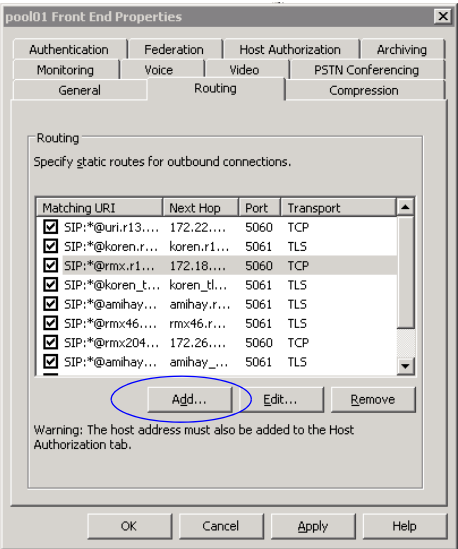 pool01 Front End Properties
Authentication Federation Host Authorization Archiving
Monitoring Voice Video PSTN Conferencing
General Routing Compression
Routing
Specify static routes for outbound connections.
Matching URI Next Hop Port Transport
SIP:*@uri.r13.... 172.22.... 5060 TCP
SIP:*@koren.r... koren.r1... 5061 TLS
SIP:*@rmx.r1... 172.18.... 5060 TCP
SIP:*@koren_t... koren_tl... 5061 TLS
SIP:*@amihay.... amihay.r... 5061 TLS
SIP:*@rmx46.... rmx46.r... 5061 TLS
SIP:*@rmx204... 172.26.... 5060 TCP
SIP:*@amihay... amihay_... 5061 TLS
Add... Edit... Remove
Warning: The host address must also be added to the Host
Authorization tab.
OK Cancel Apply Help